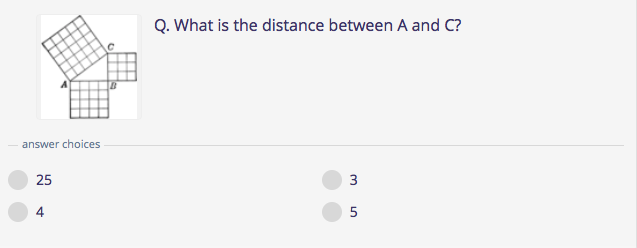 Q. What is the distance between A and C?
C
A
B
answer choices
25
3
4
5